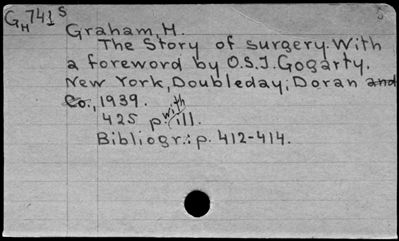 GH741S
Graham, H.
The Story of surgery. With
a foreword by O.S.J. Gogarty.
New York, Doubleday, Doran and
Co., 1939.
425 p. with ill.
Bibliogr.: p. 412-414.